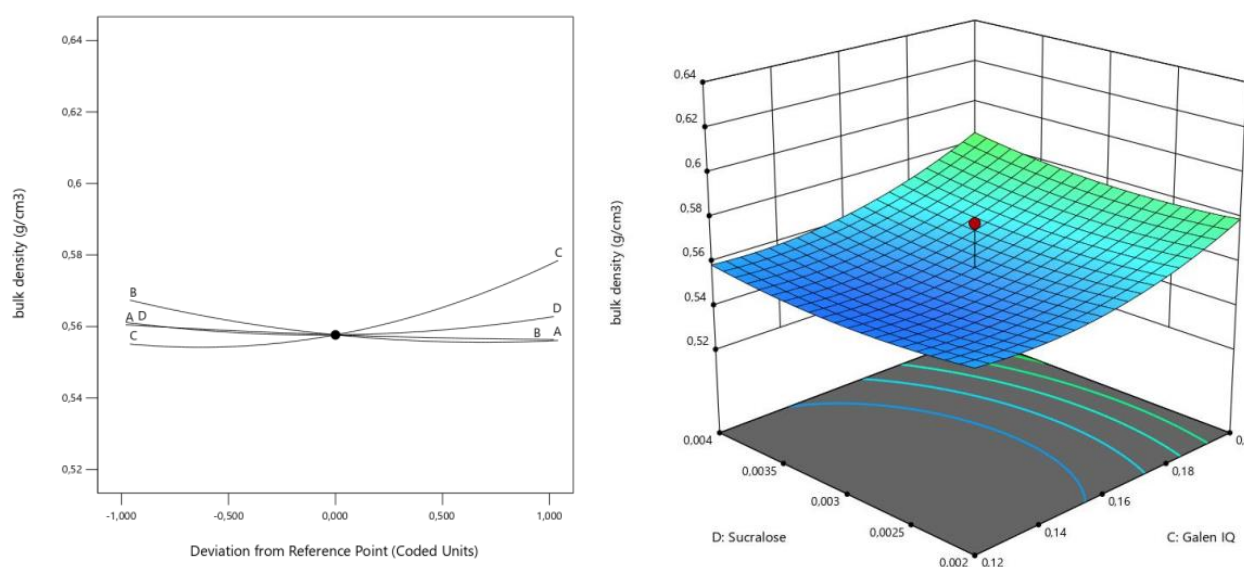 0,64
0,62
0,6
0,58
0,56
0,54
0,52
bulk density (g/cm3)
B
A D
C
C
D
B A
-1,000
-0,500
0,000
0,500
1,000
Deviation from Reference Point (Coded Units)
0,64
0,62
0,6
0,58
0,56
0,54
0,52
bulk density (g/cm3)
0,004
0,0035
0,003
0,0025
0,002
D: Sucralose
0,12
0,14
0,16
0,18
C: Galen IQ